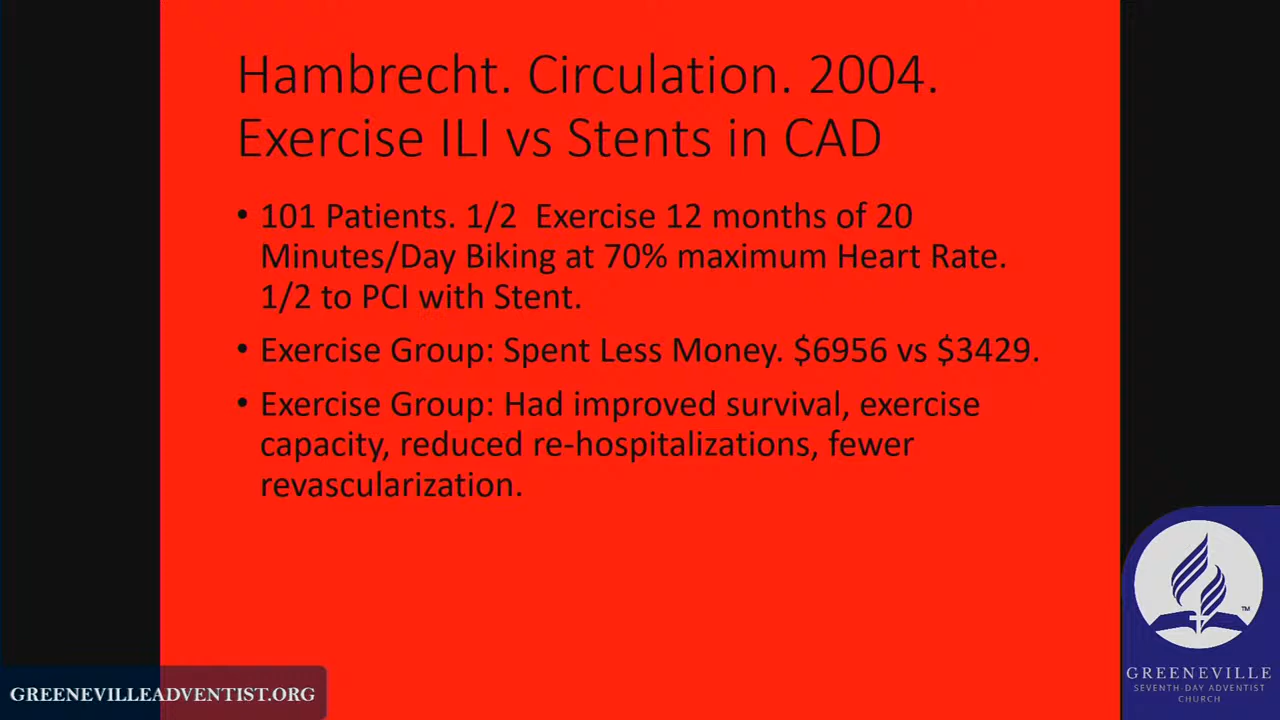 Hambrecht. Circulation. 2004.
Exercise ILI vs Stents in CAD
• 101 Patients. 1/2 Exercise 12 months of 20
Minutes/Day Biking at 70% maximum Heart Rate.
1/2 to PCI with Stent.
• Exercise Group: Spent Less Money. $6956 vs $3429.
• Exercise Group: Had improved survival, exercise
capacity, reduced re-hospitalizations, fewer
revascularization.
GREENEVILLEADVENTIST.ORG
TM
GREENEVILLE
SEVENTH-DAY ADVENTIST
CHURCH